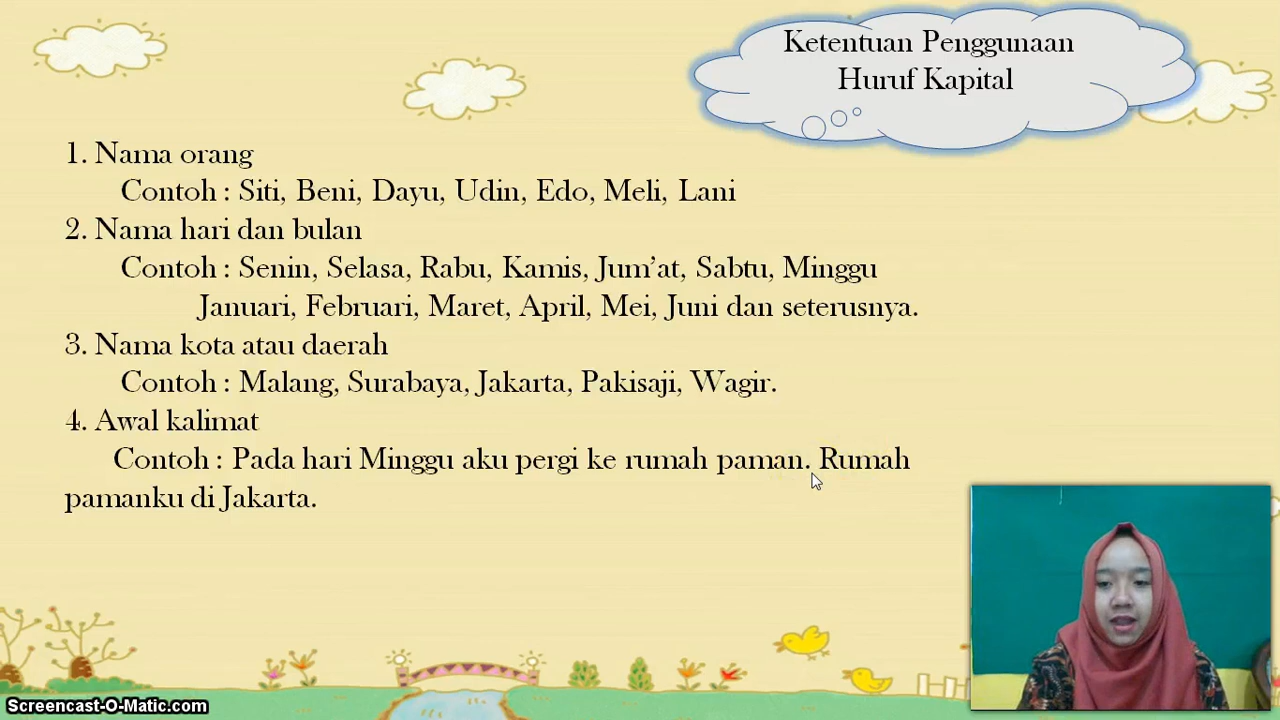 Ketentuan Penggunaan
Huruf Kapital
1. Nama orang
Contoh : Siti, Beni, Dayu, Udin, Edo, Meli, Lani
2. Nama hari dan bulan
Contoh : Senin, Selasa, Rabu, Kamis, Jum’at, Sabtu, Minggu
Januari, Februari, Maret, April, Mei, Juni dan seterusnya.
3. Nama kota atau daerah
Contoh : Malang, Surabaya, Jakarta, Pakisaji, Wagir.
4. Awal kalimat
Contoh : Pada hari Minggu aku pergi ke rumah paman. Rumah
pamanku di Jakarta.
Screencast-O-Matic.com